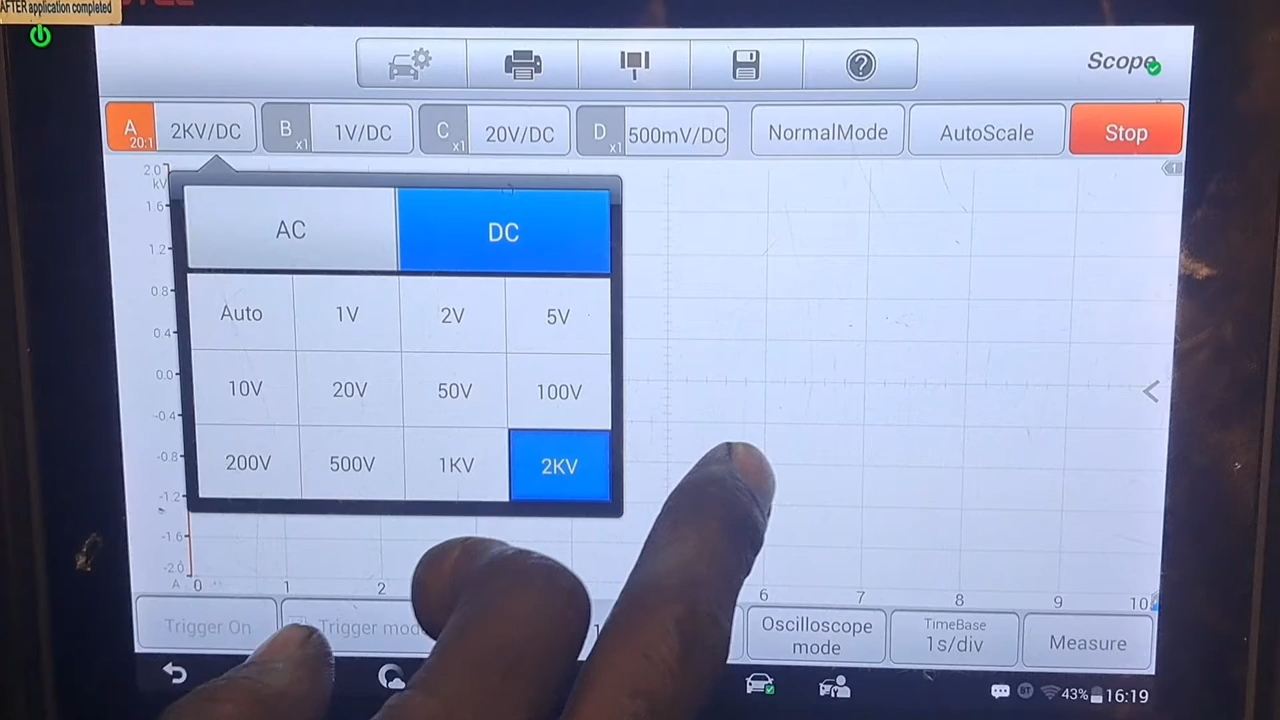 AFTER application completed
Scope
A 20:1 2KV/DC B x1 1V/DC C x1 20V/DC D x1 500mV/DC NormalMode AutoScale Stop
2.0
kV
1
1.6
AC DC
1.2
0.8
Auto 1V 2V 5V
0.4
0.0
10V 20V 50V 100V
-0.4
-0.8
200V 500V 1KV 2KV
-1.2
-1.6
-2.0
A 0 1 2 6 7 8 9 10
Trigger On Trigger mod
Oscilloscope
mode
TimeBase
1s/div
Measure
BT 43% 16:19